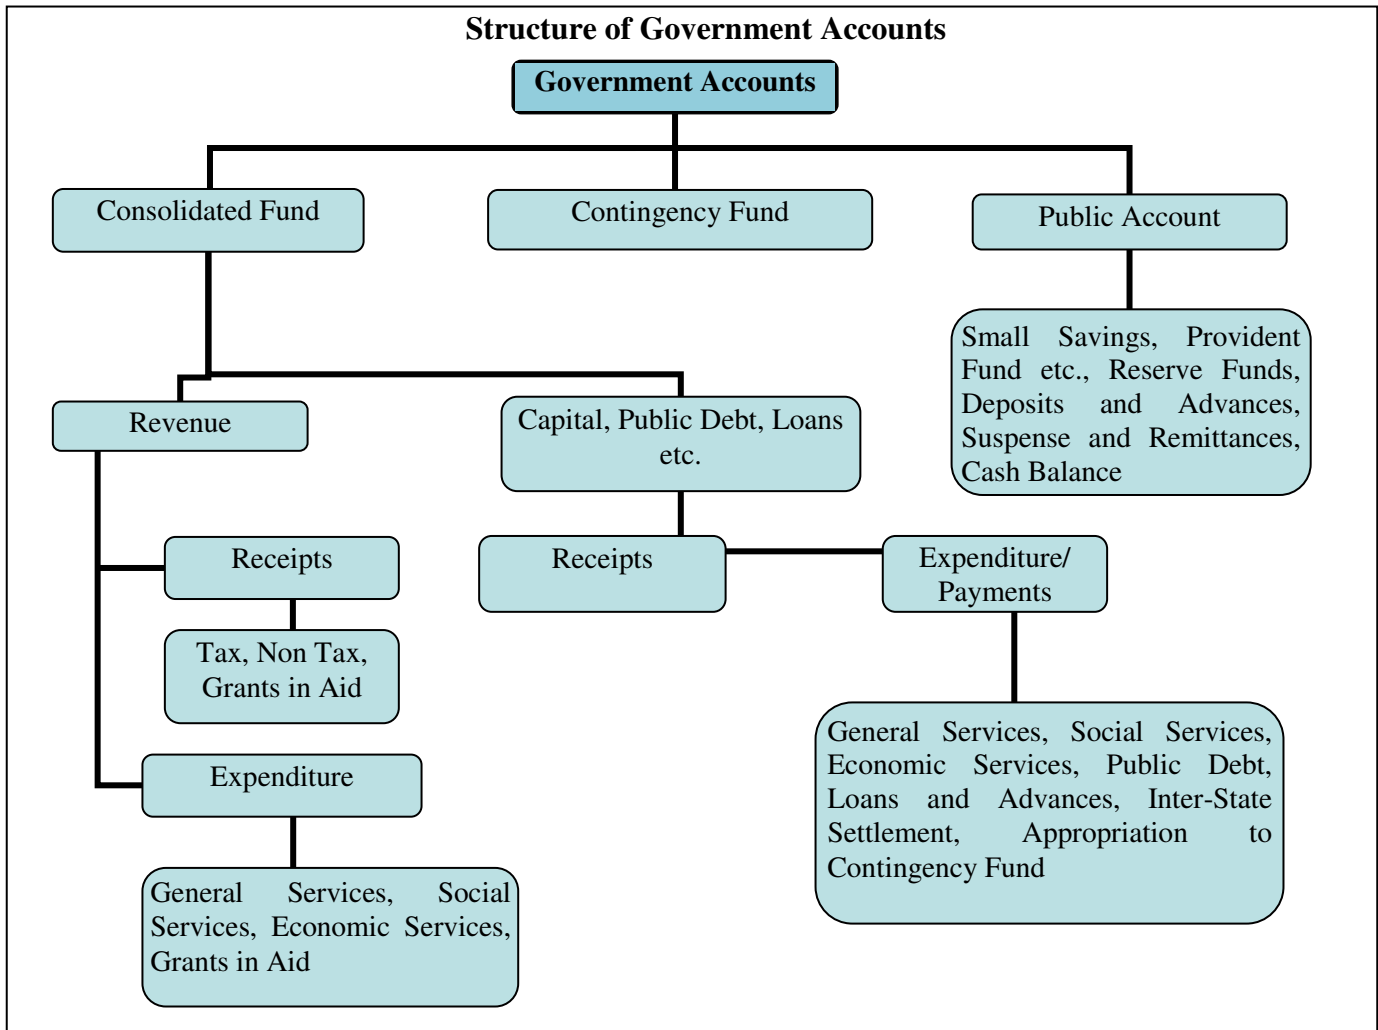 Structure of Government Accounts
Government Accounts
Consolidated Fund
Contingency Fund
Public Account
Small Savings, Provident
Fund etc., Reserve Funds,
Deposits and Advances,
Suspense and Remittances,
Cash Balance
Revenue
Capital, Public Debt, Loans
etc.
Receipts
Tax, Non Tax,
Grants in Aid
Expenditure
General Services, Social
Services, Economic Services,
Grants in Aid
Receipts
Expenditure/
Payments
General Services, Social Services,
Economic Services, Public Debt,
Loans and Advances, Inter-State
Settlement, Appropriation to
Contingency Fund